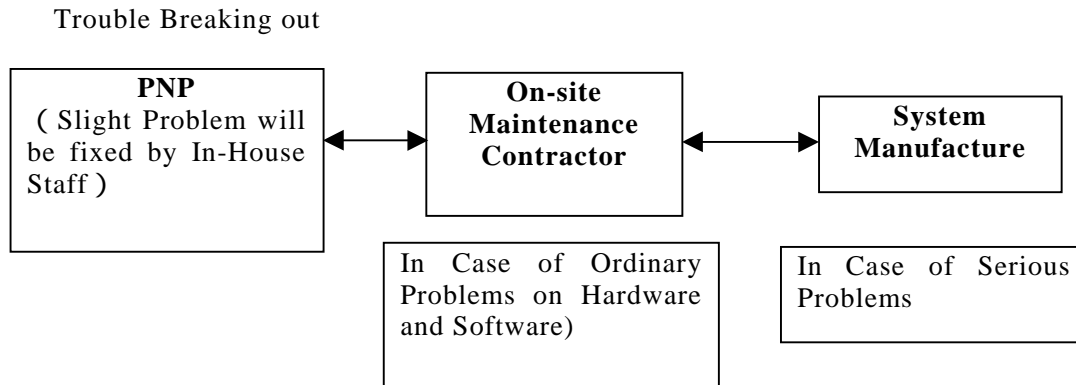 Trouble Breaking out
PNP
( Slight Problem will
be fixed by In-House
Staff )
On-site
Maintenance
Contractor
System
Manufacture
In Case of Ordinary
Problems on Hardware
and Software)
In Case of Serious
Problems